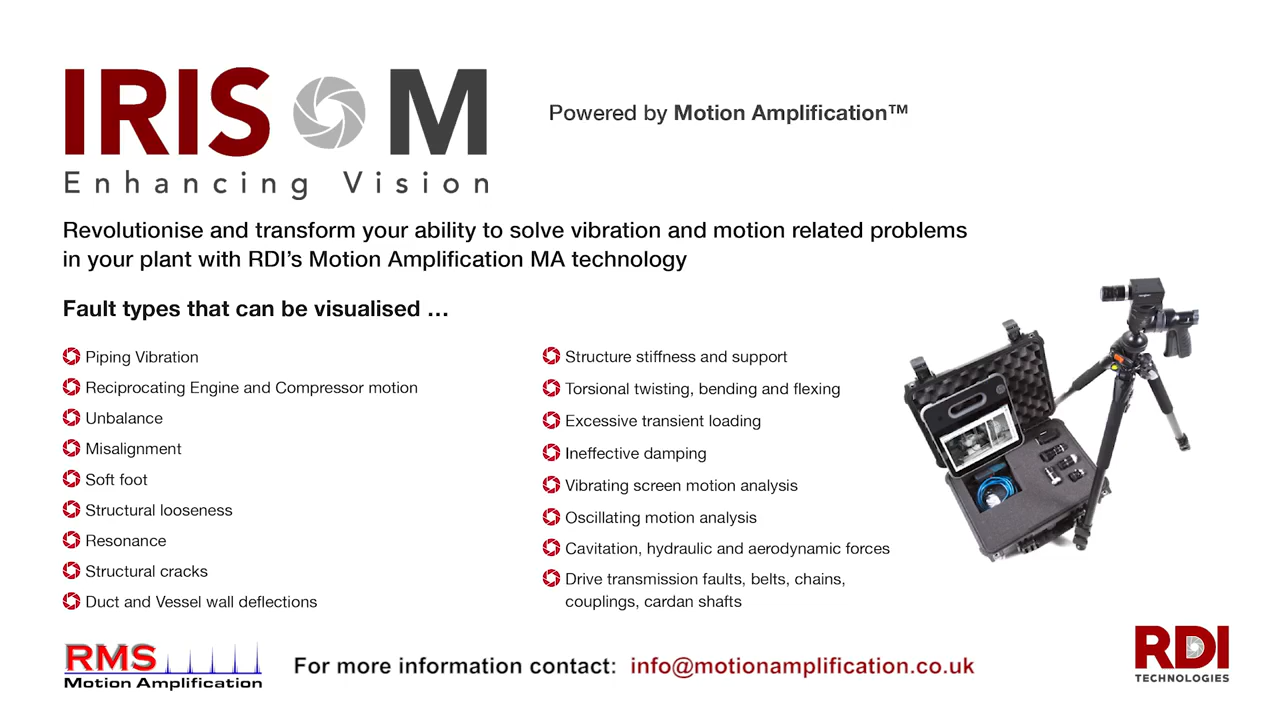 IRIS M
Enhancing Vision
Powered by Motion Amplification™
Revolutionise and transform your ability to solve vibration and motion related problems
in your plant with RDI's Motion Amplification MA technology
Fault types that can be visualised ...
Piping Vibration
Reciprocating Engine and Compressor motion
Unbalance
Misalignment
Soft foot
Structural looseness
Resonance
Structural cracks
Duct and Vessel wall deflections
Structure stiffness and support
Torsional twisting, bending and flexing
Excessive transient loading
Ineffective damping
Vibrating screen motion analysis
Oscillating motion analysis
Cavitation, hydraulic and aerodynamic forces
Drive transmission faults, belts, chains,
couplings, cardan shafts
RMS
Motion Amplification
For more information contact: info@motionamplification.co.uk
RDI
TECHNOLOGIES